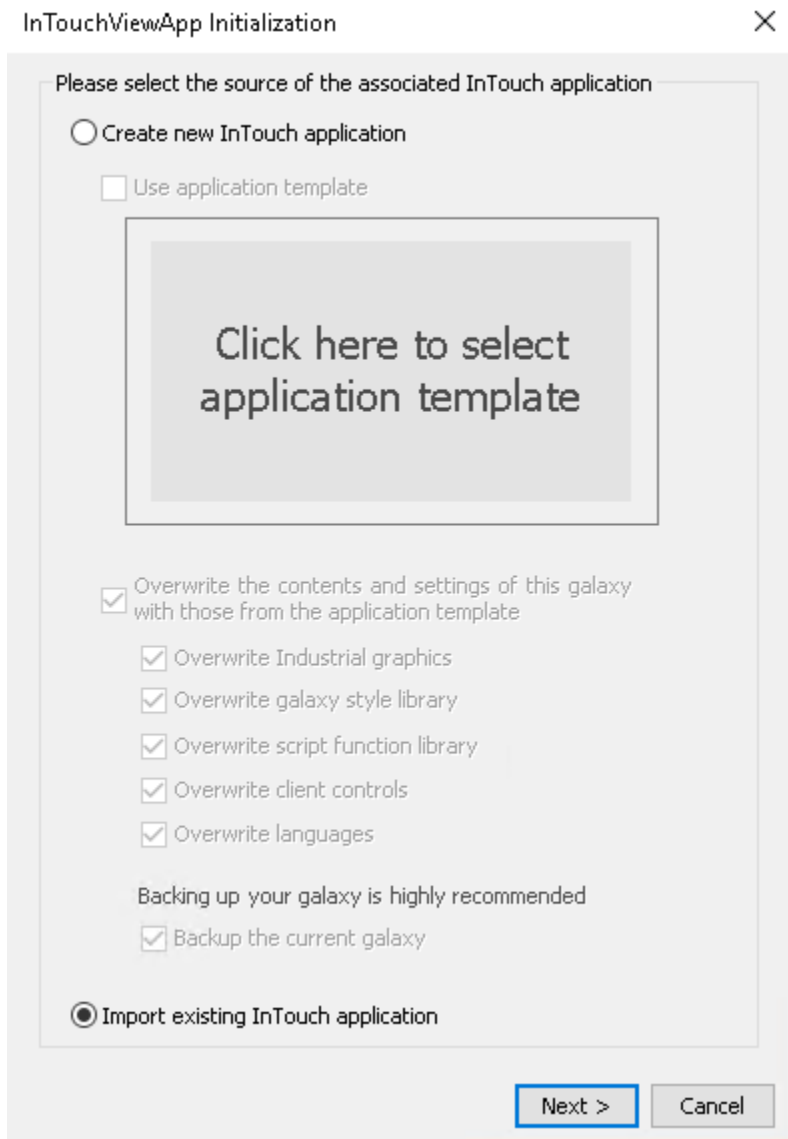 InTouchViewApp Initialization
Please select the source of the associated InTouch application
Create new InTouch application
Use application template
Click here to select
application template
Overwrite the contents and settings of this galaxy
with those from the application template
Overwrite Industrial graphics
Overwrite galaxy style library
Overwrite script function library
Overwrite client controls
Overwrite languages
Backing up your galaxy is highly recommended
Backup the current galaxy
Import existing InTouch application
Next >
Cancel